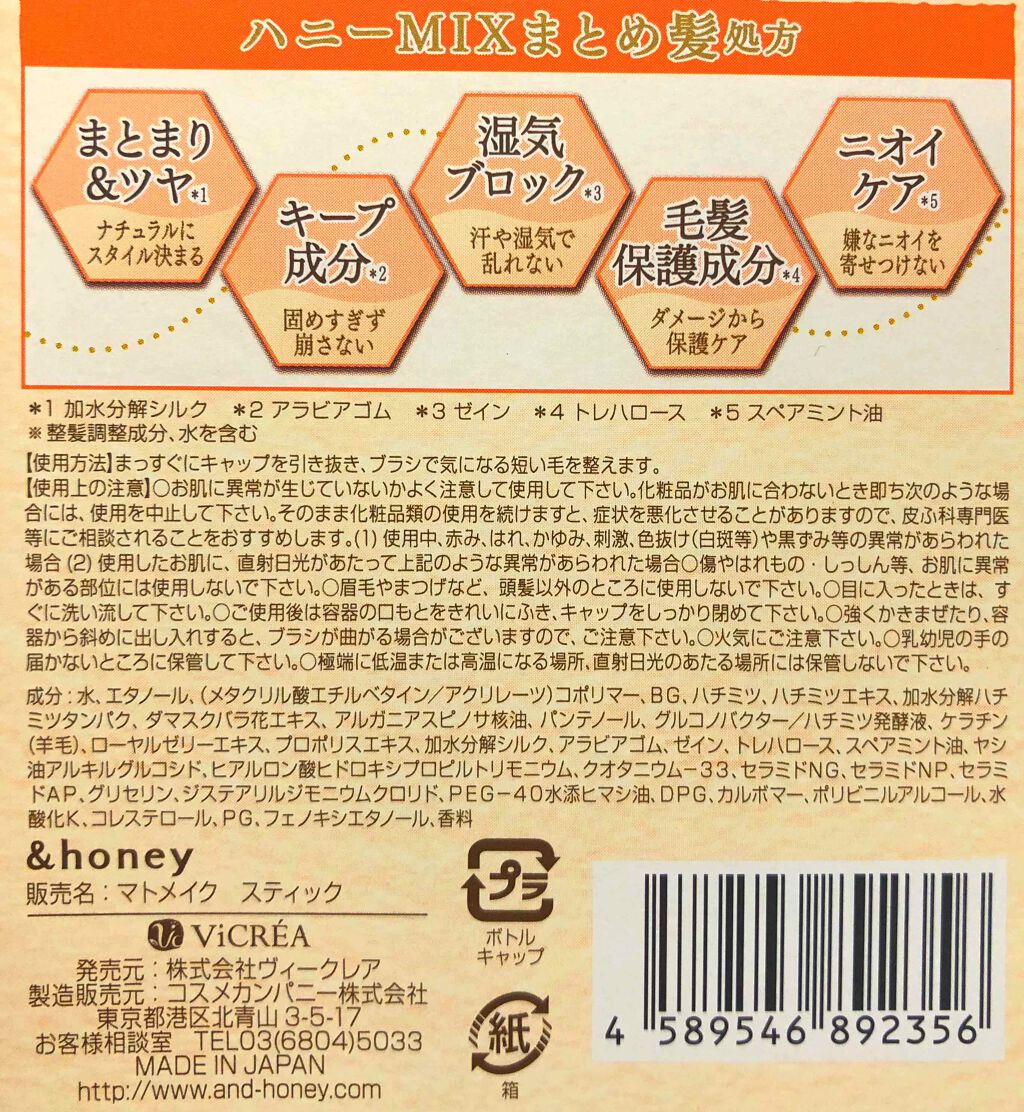 ハニーMIXまとめ髪処方
まとまり
&ツヤ*1
ナチュラルに
スタイル決まる
キープ
成分*2
固めすぎず
崩さない
湿気
ブロック*3
汗や湿気で
乱れない
毛髪
保護成分*4
ダメージから
保護ケア
ニオイ
ケア*5
嫌なニオイを
寄せつけない
*1 加水分解シルク *2 アラビアゴム *3 ゼイン *4 トレハロース *5 スペアミント油
※整髪調整成分、水を含む
【使用方法】まっすぐにキャップを引き抜き、ブラシで気になる短い毛を整えます。
【使用上の注意】○お肌に異常が生じていないかよく注意して使用して下さい。化粧品がお肌に合わないとき即ち次のような場
合には、使用を中止して下さい。そのまま化粧品類の使用を続けますと、症状を悪化させることがありますので、皮ふ科専門医
等にご相談されることをおすすめします。(1) 使用中、赤み、はれ、かゆみ、刺激、色抜け(白斑等)や黒ずみ等の異常があらわれた
場合 (2) 使用したお肌に、直射日光があたって上記のような異常があらわれた場合○傷やはれもの・しっしん等、お肌に異常
がある部位には使用しないで下さい。○眉毛やまつげなど、頭髪以外のところに使用しないで下さい。○目に入ったときは、す
ぐに洗い流して下さい。○ご使用後は容器の口もとをきれいにふき、キャップをしっかり閉めて下さい。○強くかきまぜたり、容
器から斜めに出し入れすると、ブラシが曲がる場合がございますので、ご注意下さい。○火気にご注意下さい。○乳幼児の手の
届かないところに保管して下さい。○極端に低温または高温になる場所、直射日光のあたる場所には保管しないで下さい。
成分：水、エタノール、(メタクリル酸エチルベタイン／アクリレーツ)コポリマー、BG、ハチミツ、ハチミツエキス、加水分解ハチ
ミツタンパク、ダマスクバラ花エキス、アルガニアスピノサ核油、パンテノール、グルコノバクター／ハチミツ発酵液、ケラチン
(羊毛)、ローヤルゼリーエキス、プロポリスエキス、加水分解シルク、アラビアゴム、ゼイン、トレハロース、スペアミント油、ヤシ
油アルキルグルコシド、ヒアルロン酸ヒドロキシプロピルトリモニウム、クオタニウム－33、セラミドNG、セラミドNP、セラミ
ドAP、グリセリン、ジステアリルジモニウムクロリド、PEG－40水添ヒマシ油、DPG、カルボマー、ポリビニルアルコール、水
酸化K、コレステロール、PG、フェノキシエタノール、香料
&honey
販売名：マトメイク スティック
ViCRÉA
発売元：株式会社ヴィークレア
製造販売元：コスメカンパニー株式会社
東京都港区北青山 3-5-17
お客様相談室 TEL03(6804)5033
MADE IN JAPAN
http://www.and-honey.com
プラ
ボトル
キャップ
紙
箱
4 589546 892356